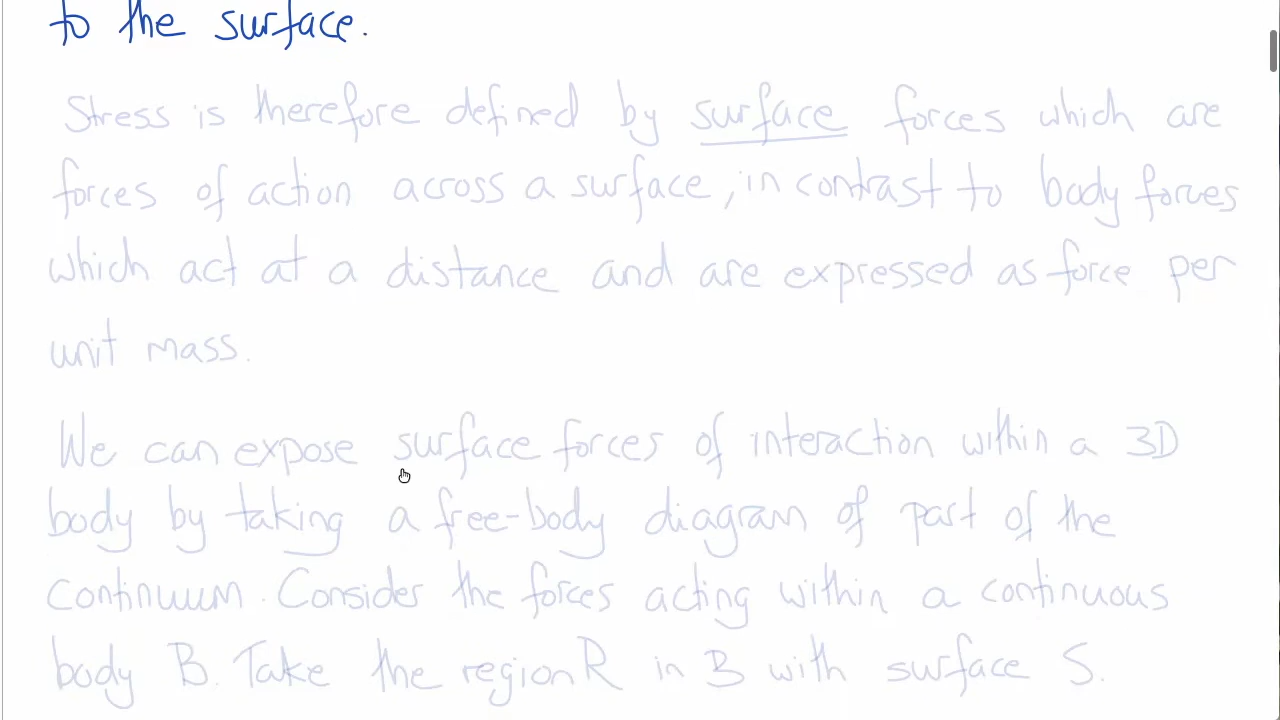 to the surface.
Stress is therefore defined by surface forces which are
forces of action across a surface, in contrast to body forces
which act at a distance and are expressed as force per
unit mass.
We can expose surface forces of interaction within a 3D
body by taking a free-body diagram of part of the
continuum. Consider the forces acting within a continuous
body B. Take the region R in B with surface S.